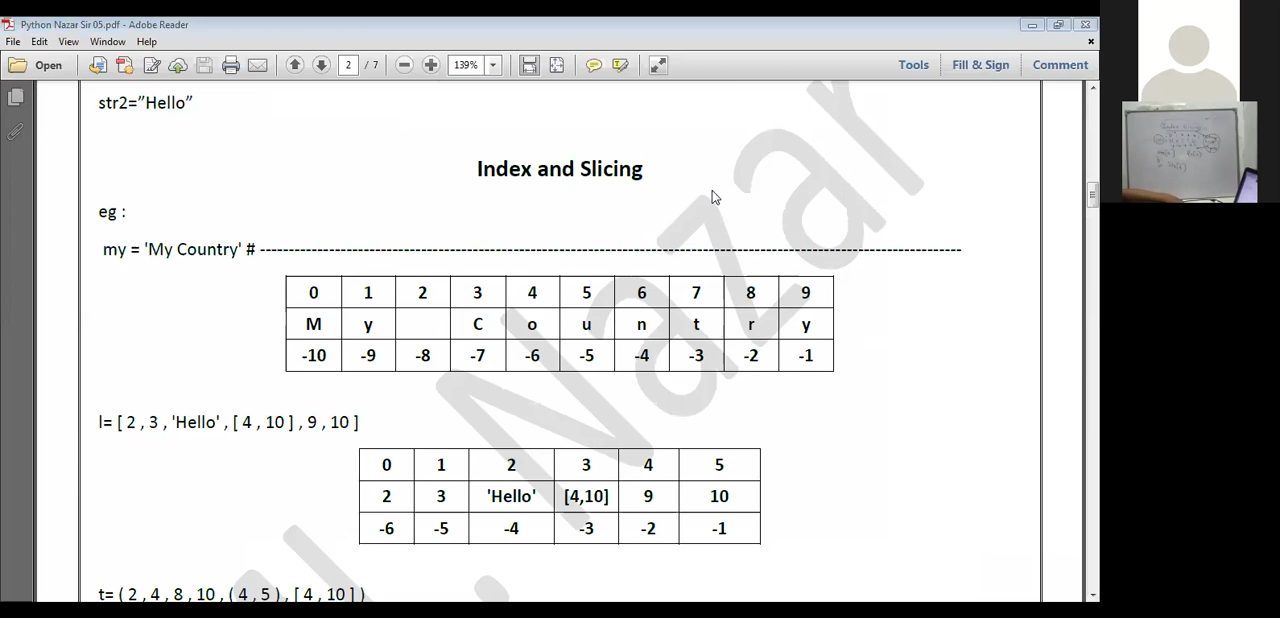 Python Nazar Sir 05.pdf - Adobe Reader
File Edit View Window Help
Open 2 / 7 139% Tools Fill & Sign Comment
str2=”Hello”
Index and Slicing
eg :
my = 'My Country' # -----------------------------------------------------------------------------------------------------------------------
0 1 2 3 4 5 6 7 8 9
M y C o u n t r y
-10 -9 -8 -7 -6 -5 -4 -3 -2 -1
l= [ 2 , 3 , 'Hello' , [ 4 , 10 ] , 9 , 10 ]
0 1 2 3 4 5
2 3 'Hello' [4,10] 9 10
-6 -5 -4 -3 -2 -1
t= ( 2 , 4 , 8 , 10 , ( 4 , 5 ) , [ 4 , 10 ] )
Nazar